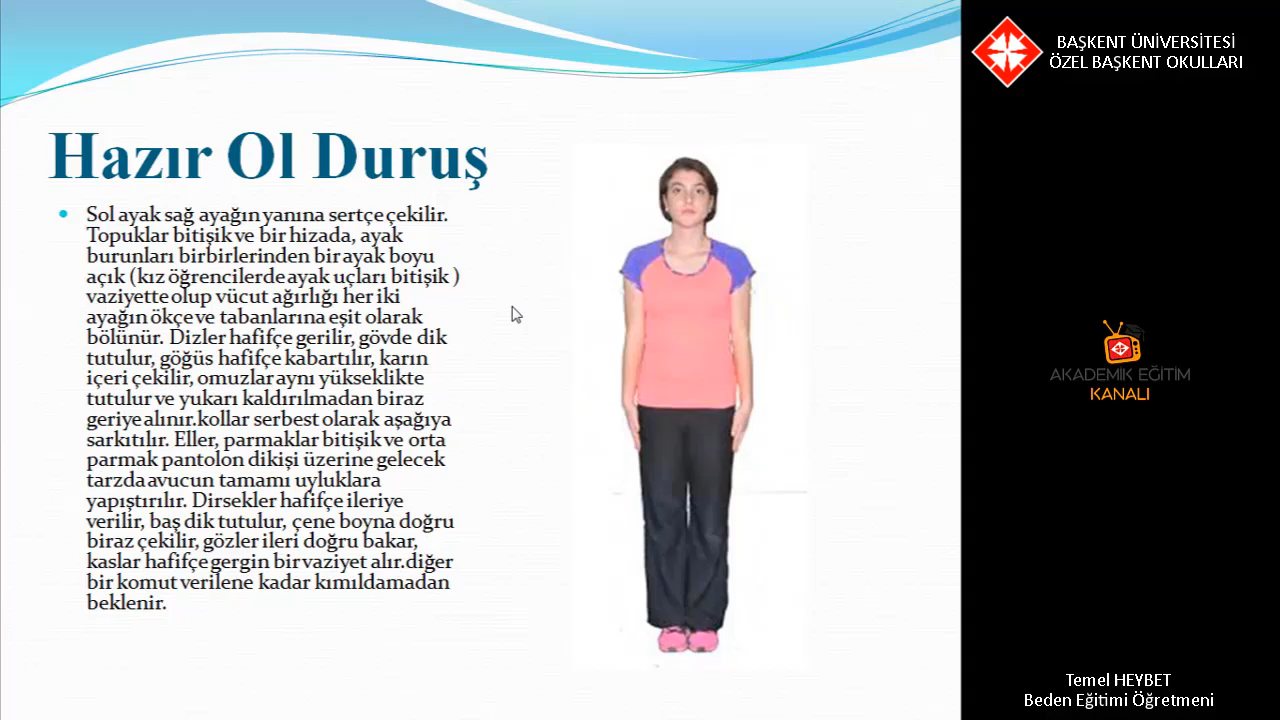 Hazır Ol Duruş
• Sol ayak sağ ayağın yanına sertçe çekilir.
Topuklar bitişik ve bir hizada, ayak
burunları birbirlerinden bir ayak boyu
açık (kız öğrencilerde ayak uçları bitişik )
vaziyette olup vücut ağırlığı her iki
ayağın ökçe ve tabanlarına eşit olarak
bölünür. Dizler hafifçe gerilir, gövde dik
tutulur, göğüs hafifçe kabartılır, karın
içeri çekilir, omuzlar aynı yükseklikte
tutulur ve yukarı kaldırılmadan biraz
geriye alınır.kollar serbest olarak aşağıya
sarkıtılır. Eller, parmaklar bitişik ve orta
parmak pantolon dikişi üzerine gelecek
tarzda avucun tamamı uyluklara
yapıştırılır. Dirsekler hafifçe ileriye
verilir, baş dik tutulur, çene boyna doğru
biraz çekilir, gözler ileri doğru bakar,
kaslar hafifçe gergin bir vaziyet alır.diğer
bir komut verilene kadar kımıldamadan
beklenir.
BAŞKENT ÜNİVERSİTESİ
ÖZEL BAŞKENT OKULLARI
AKADEMİK EĞİTİM
KANALI
Temel HEYBET
Beden Eğitimi Öğretmeni